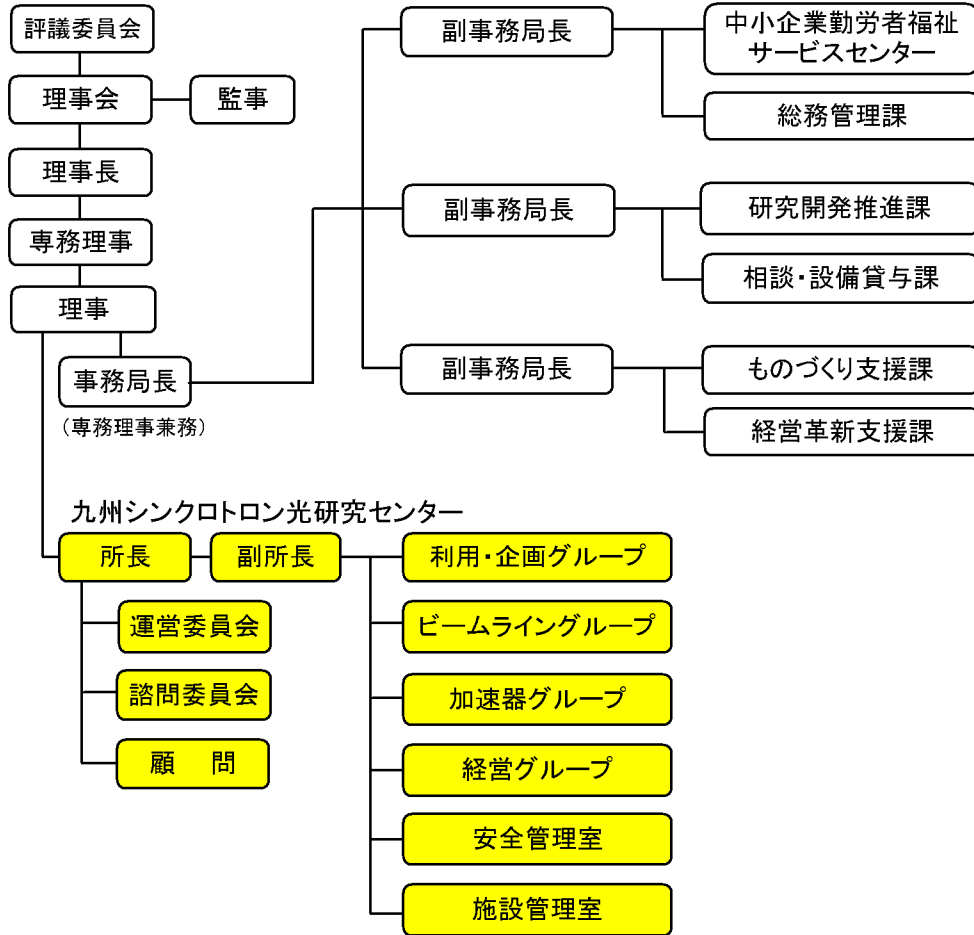 評議委員会
理事会
監事
理事長
専務理事
理事
事務局長
（専務理事兼務）
副事務局長
中小企業勤労者福祉
サービスセンター
総務管理課
副事務局長
研究開発推進課
相談・設備貸与課
副事務局長
ものづくり支援課
経営革新支援課
九州シンクロトロン光研究センター
所長
副所長
運営委員会
諮問委員会
顧　問
利用・企画グループ
ビームライングループ
加速器グループ
経営グループ
安全管理室
施設管理室